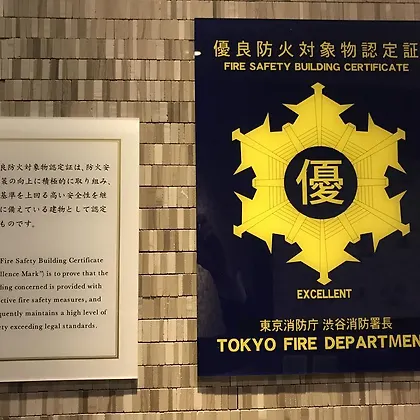 良防火対象物認定証は、防火安
策の向上に積極的に取り組み、
基準を上回る高い安全性を継
に備えている建物として認定
ものです。
Fire Safety Building Certificate
llence Mark") is to prove that the
ding concerned is provided with
ctive fire safety measures, and
quently maintains a high level of
ety exceeding legal standards.
優良防火対象物認定証
FIRE SAFETY BUILDING CERTIFICATE
優
EXCELLENT
東京消防庁 渋谷消防署長
TOKYO FIRE DEPARTMEN